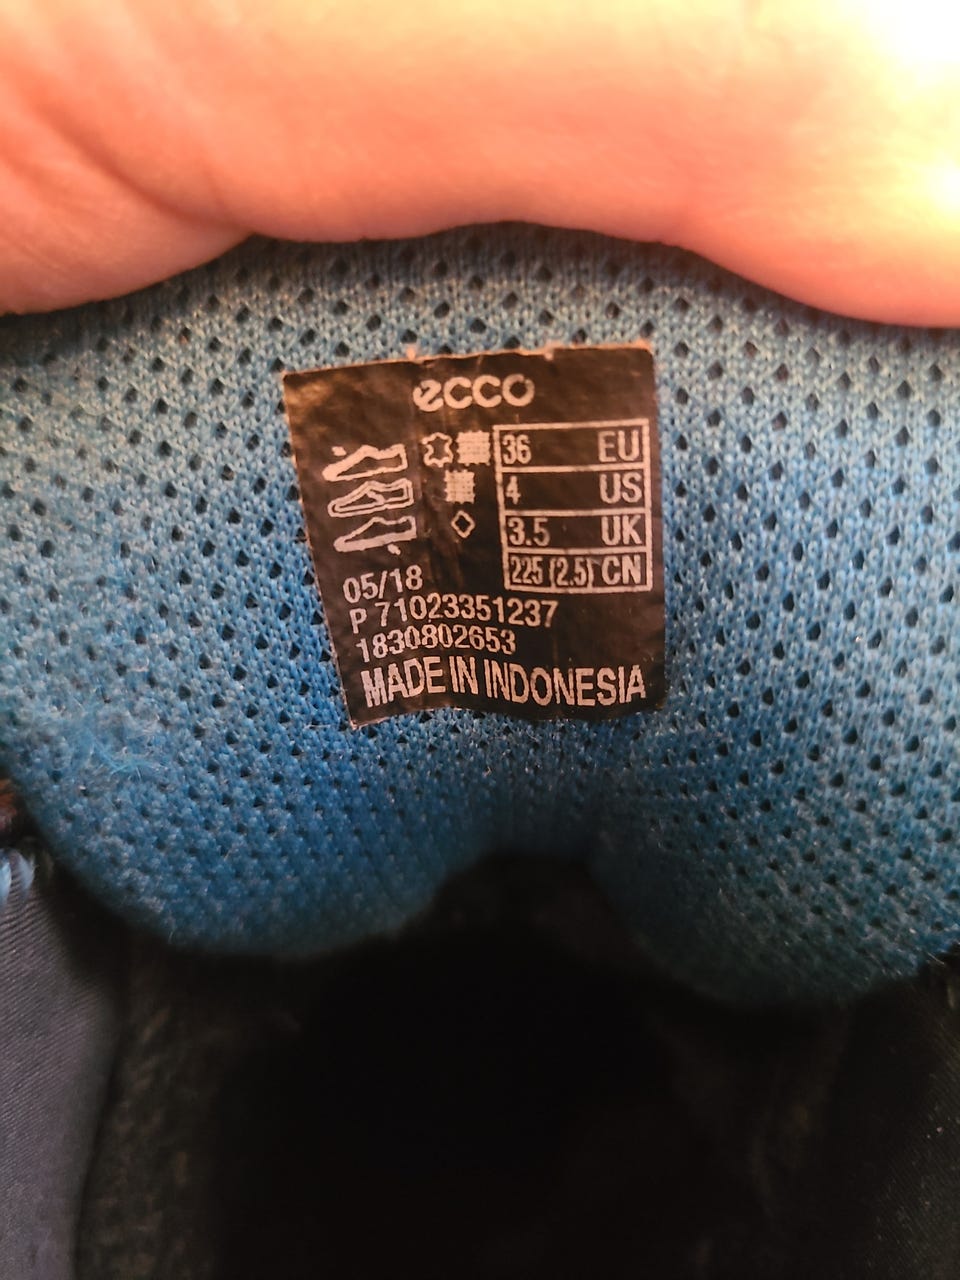 ecco
36 EU
4 US
3.5 UK
225 (2.5) CN
05/18
P 71023351237
1830802653
MADE IN INDONESIA